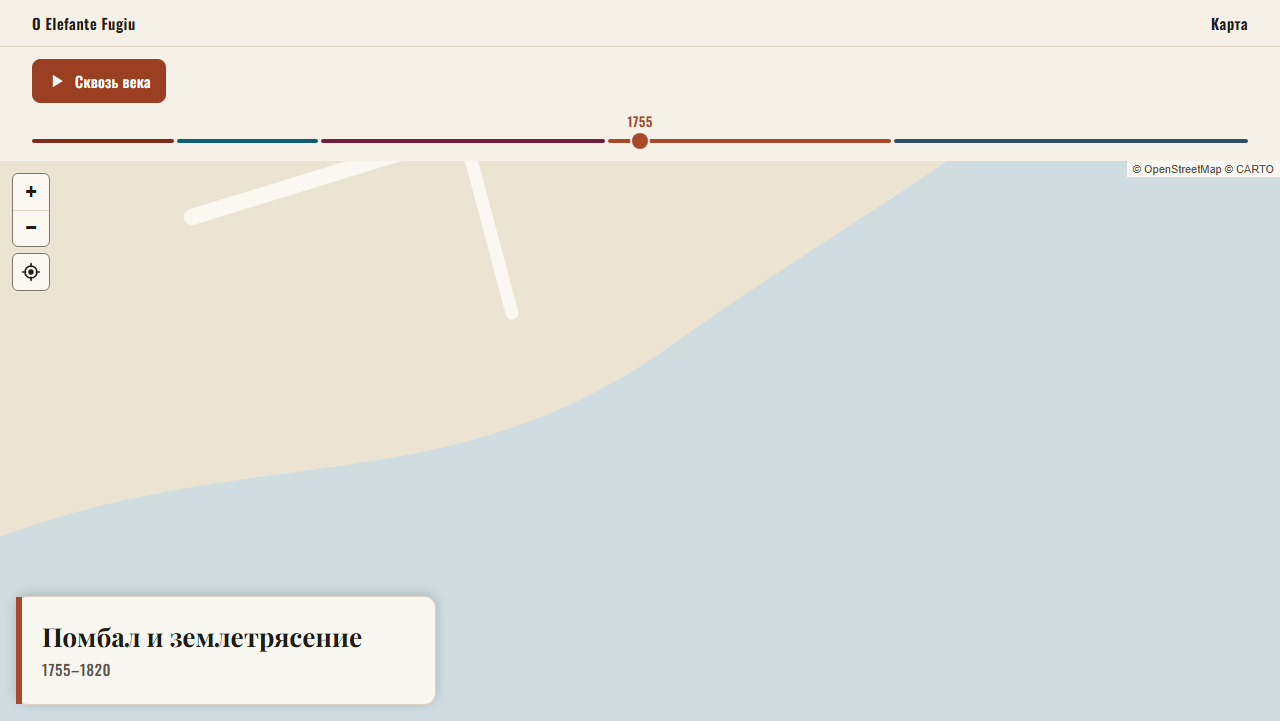 O Elefante Fugiu
Карта
Сквозь века
1755
© OpenStreetMap © CARTO
+
−
Помбал и землетрясение
1755–1820